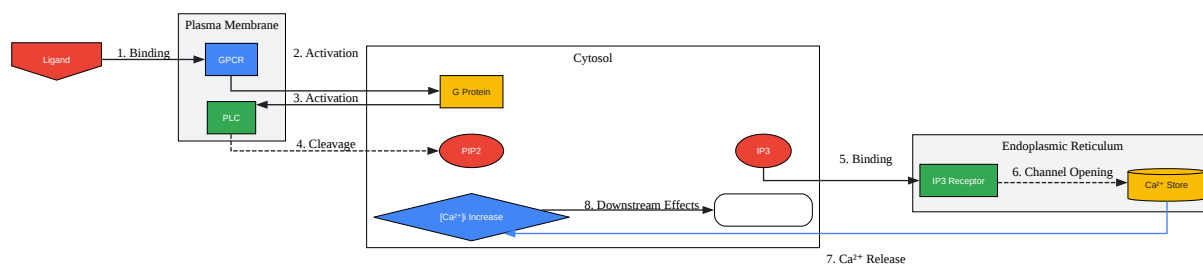 Plasma Membrane
Ligand
1. Binding
GPCR
2. Activation
Cytosol
G Protein
3. Activation
PLC
4. Cleavage
PIP2
IP3
5. Binding
Endoplasmic Reticulum
IP3 Receptor
6. Channel Opening
Ca²⁺ Store
[Ca²⁺]i Increase
8. Downstream Effects
7. Ca²⁺ Release